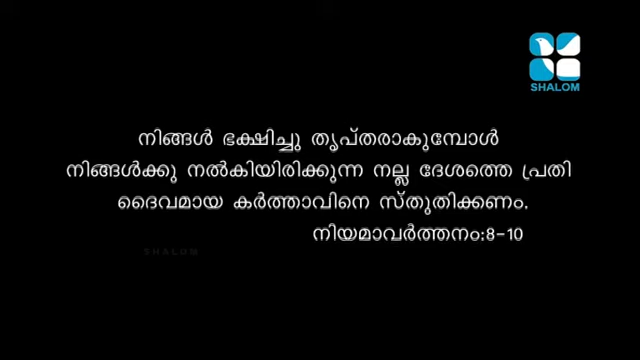 SHALOM
നിങ്ങൾ ഭക്ഷിച്ചു തൃപ്തരാകുമ്പോൾ
നിങ്ങൾക്കു നൽകിയിരിക്കുന്ന നല്ല ദേശത്തെ പ്രതി
ദൈവമായ കർത്താവിനെ സ്തുതിക്കണം.
നിയമാവർത്തനം:8-10
SHALOM